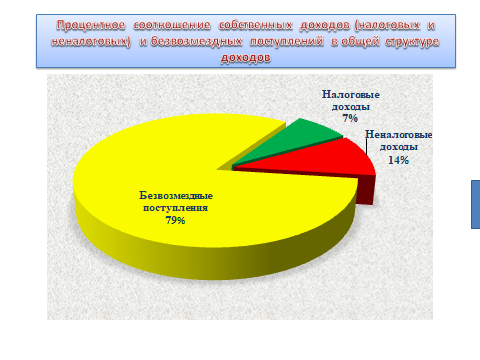 Процентное соотношение собственных доходов (налоговых и
неналоговых) и безвозмездных поступлений в общей структуре
доходов
Налоговые
доходы
7%
Неналоговые
доходы
14%
Безвозмездные
поступления
79%